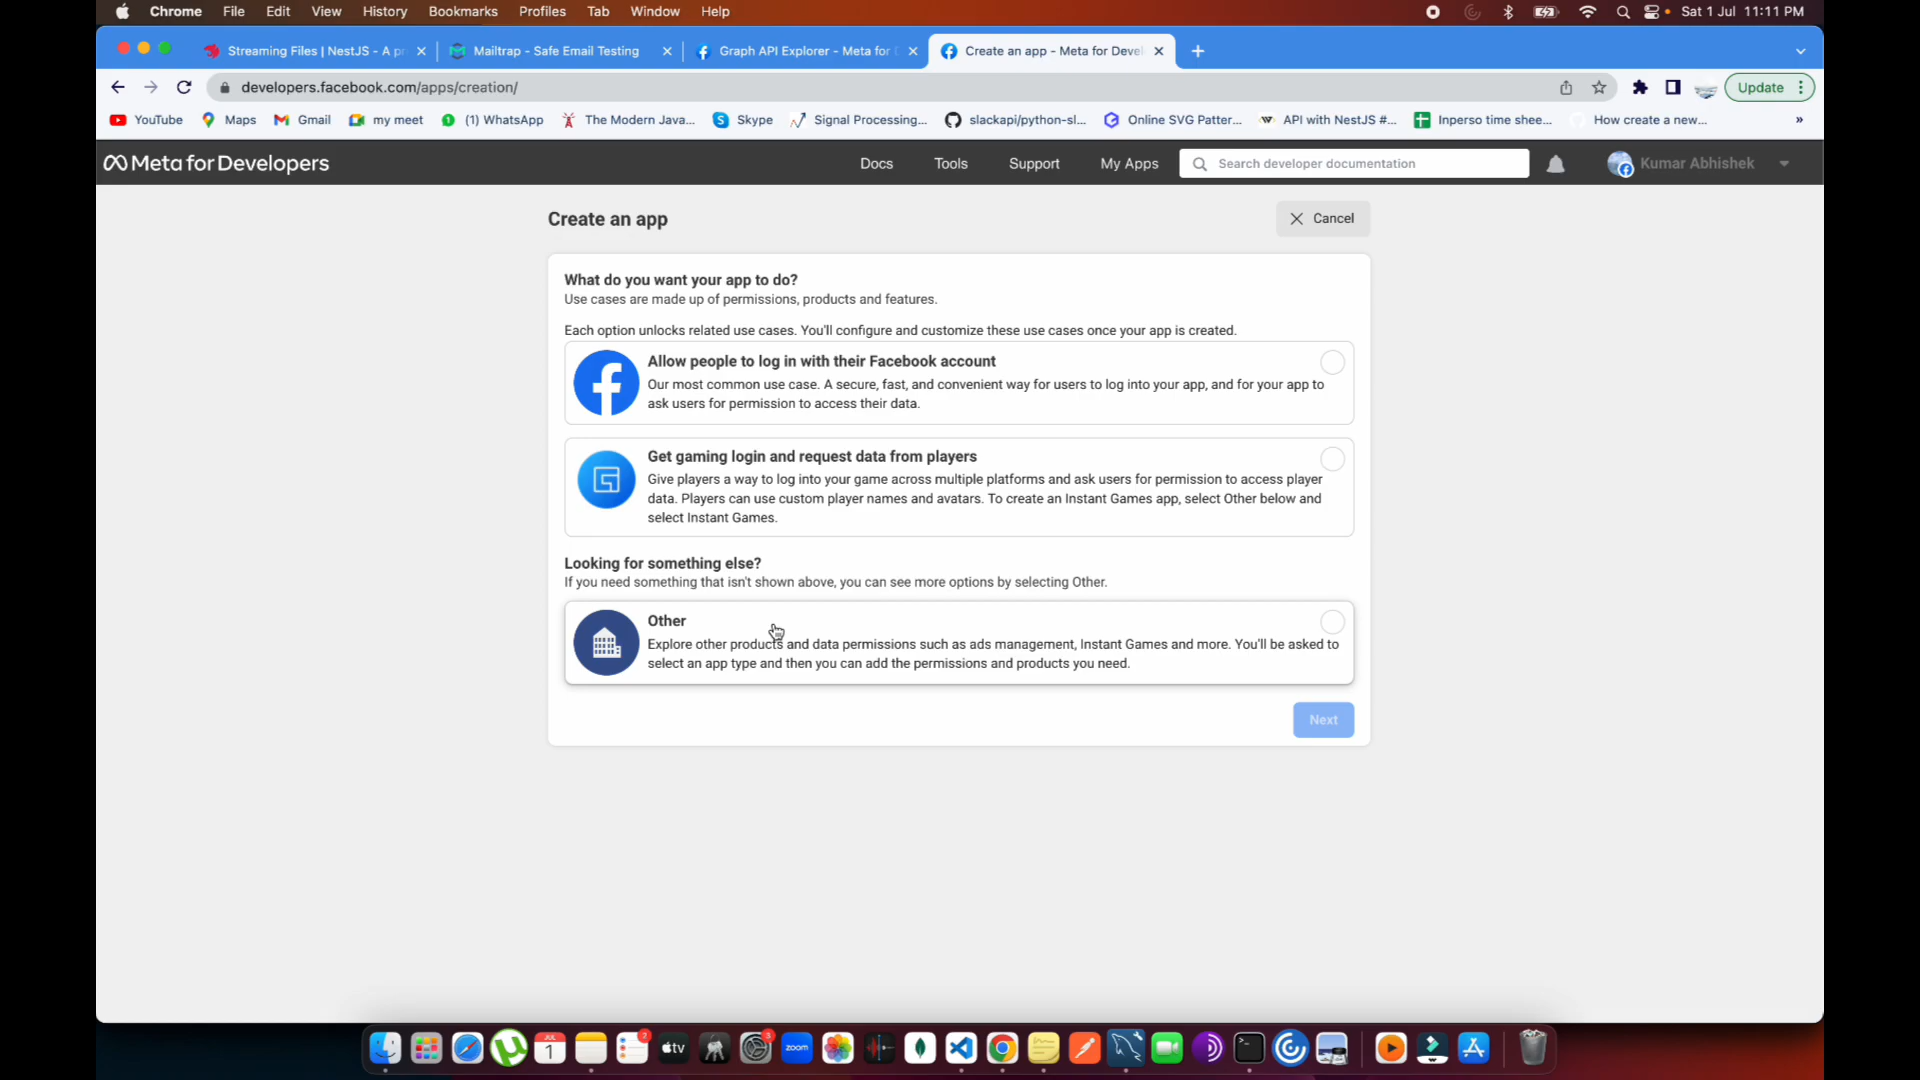 Chrome File Edit View History Bookmarks Profiles Tab Window Help Sat 1 Jul 11:11 PM
Streaming Files | NestJS - A pr Mailtrap - Safe Email Testing Graph API Explorer - Meta for D Create an app - Meta for Devel
developers.facebook.com/apps/creation/ Update
YouTube Maps Gmail my meet (1) WhatsApp The Modern Java... Skype Signal Processing... slackapi/python-sl... Online SVG Patter... API with NestJS #... Inperso time shee... How create a new... »
Meta for Developers Docs Tools Support My Apps Search developer documentation Kumar Abhishek
Create an app Cancel
What do you want your app to do?
Use cases are made up of permissions, products and features.
Each option unlocks related use cases. You'll configure and customize these use cases once your app is created.
Allow people to log in with their Facebook account
Our most common use case. A secure, fast, and convenient way for users to log into your app, and for your app to
ask users for permission to access their data.
Get gaming login and request data from players
Give players a way to log into your game across multiple platforms and ask users for permission to access player
data. Players can use custom player names and avatars. To create an Instant Games app, select Other below and
select Instant Games.
Looking for something else?
If you need something that isn't shown above, you can see more options by selecting Other.
Other
Explore other products and data permissions such as ads management, Instant Games and more. You'll be asked to
select an app type and then you can add the permissions and products you need.
Next
JUL
1 2 tv 3 zoom